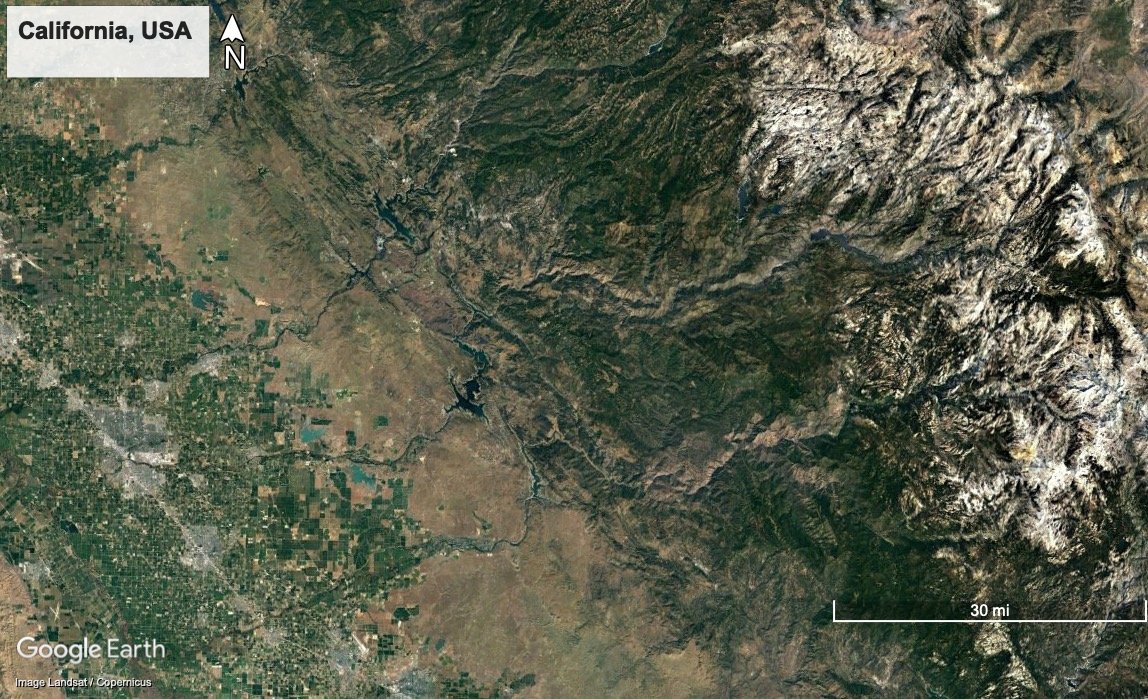 California, USA
N
30 mi
Google Earth
Image Landsat / Copernicus